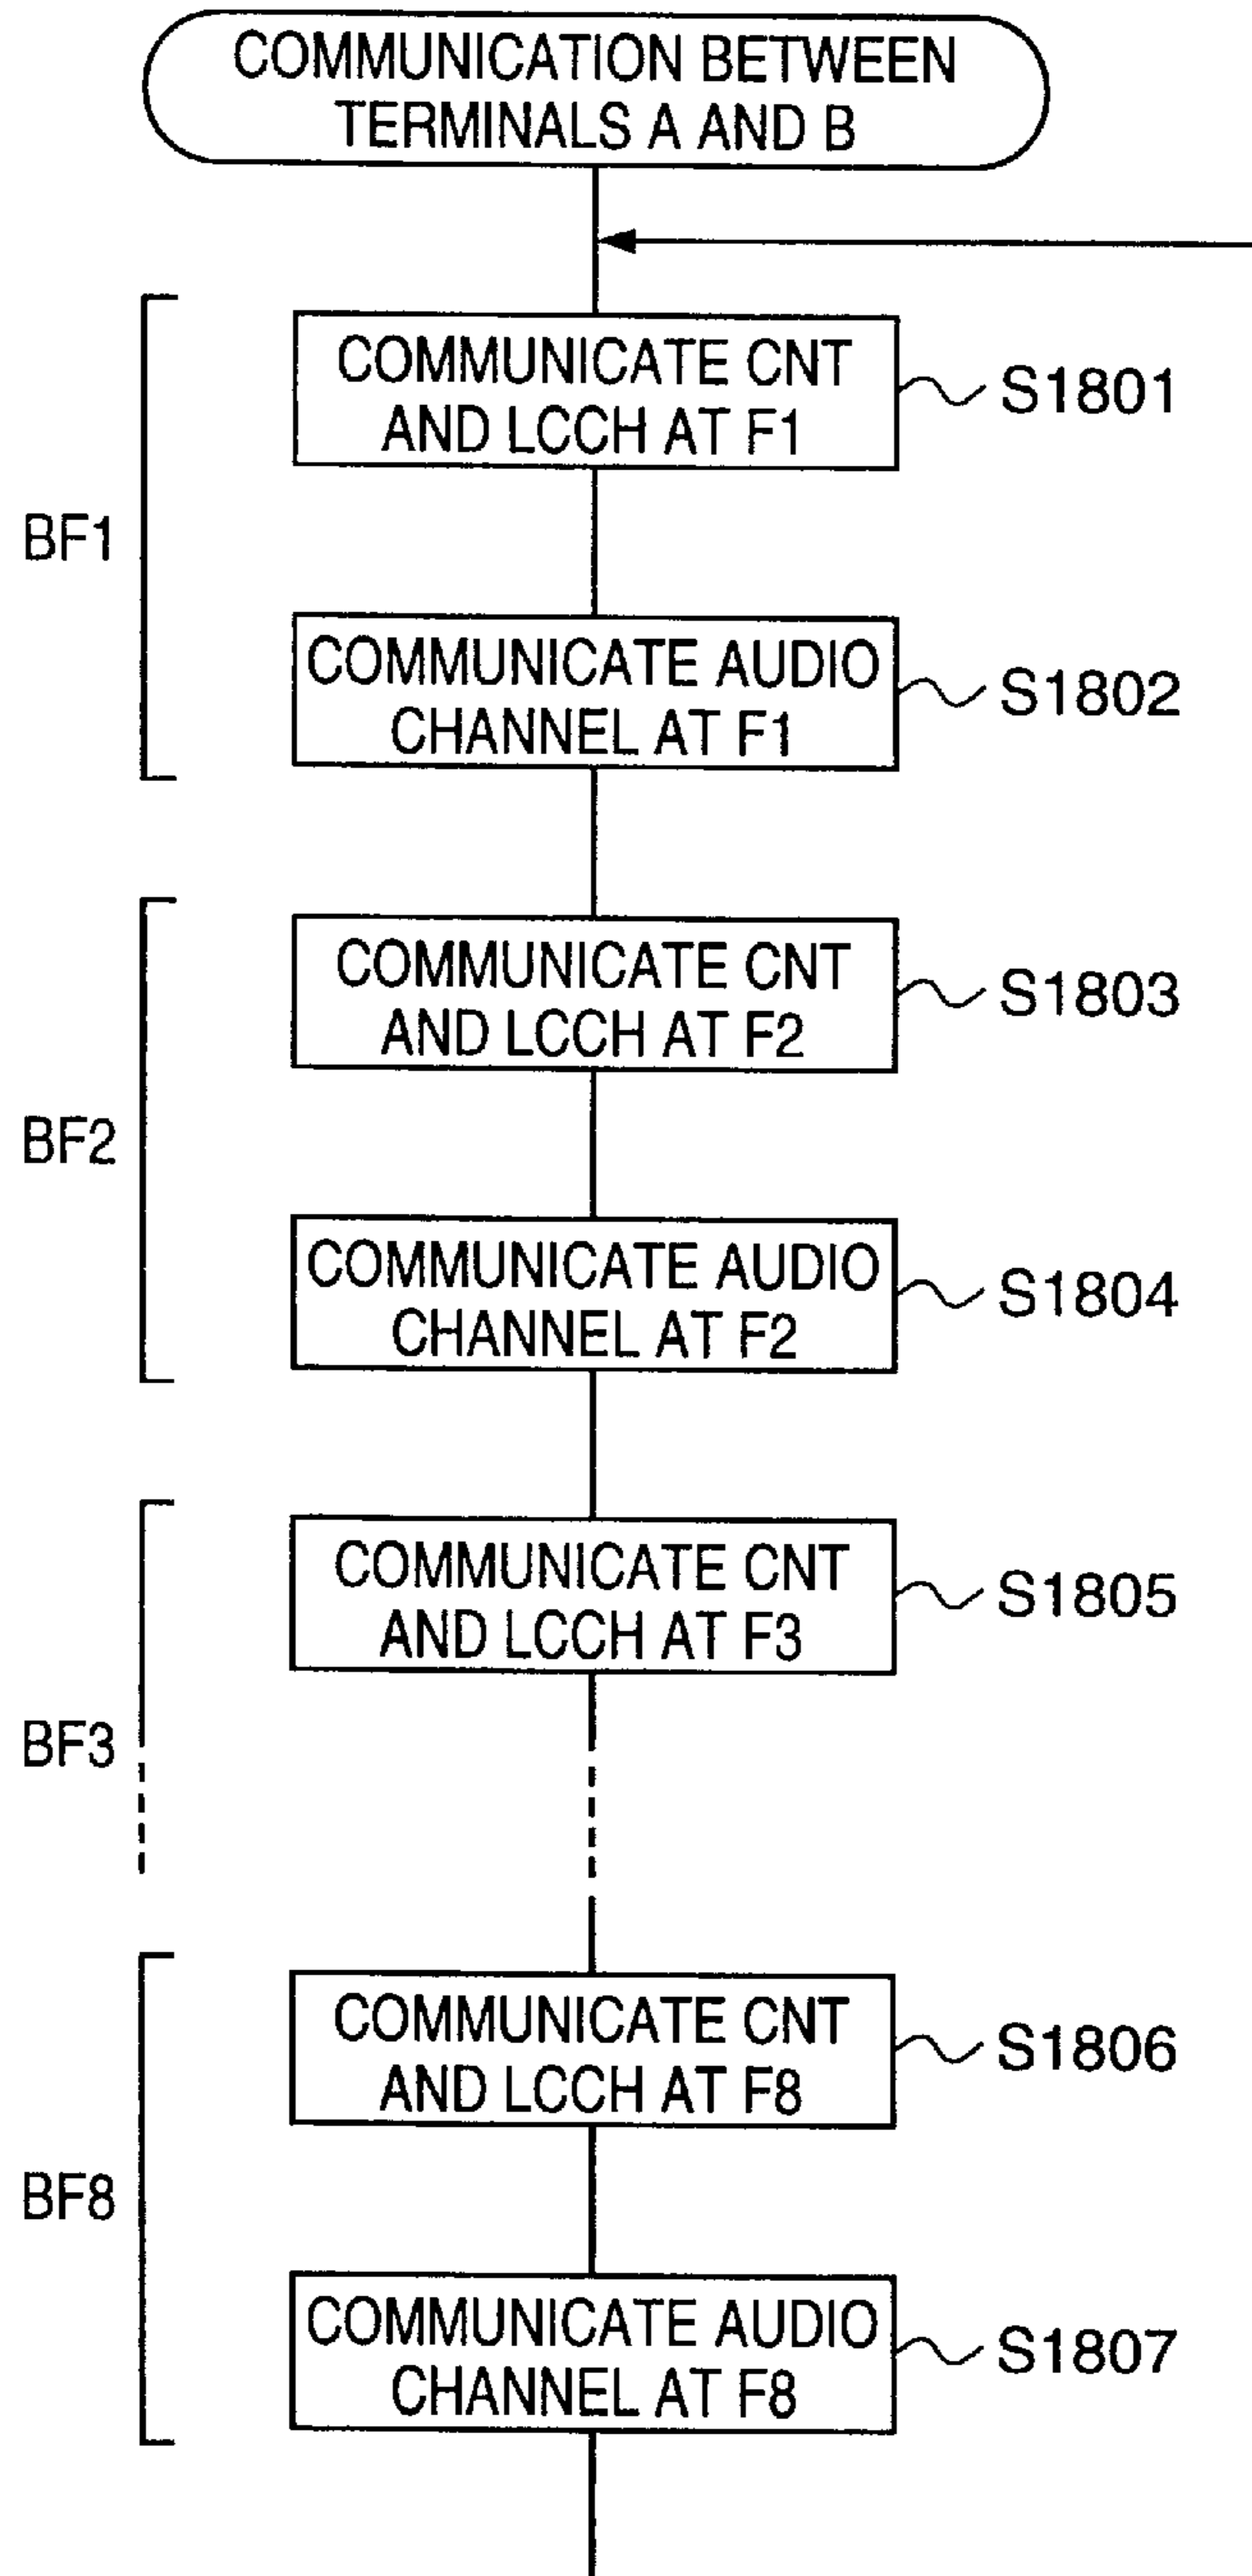 COMMUNICATION BETWEEN
TERMINALS A AND B
COMMUNICATE CNT
AND LCCH AT F1
S1801
BF1
COMMUNICATE AUDIO
CHANNEL AT F1
S1802
COMMUNICATE CNT
AND LCCH AT F2
S1803
BF2
COMMUNICATE AUDIO
CHANNEL AT F2
S1804
COMMUNICATE CNT
AND LCCH AT F3
S1805
BF3
COMMUNICATE CNT
AND LCCH AT F8
S1806
BF8
COMMUNICATE AUDIO
CHANNEL AT F8
S1807